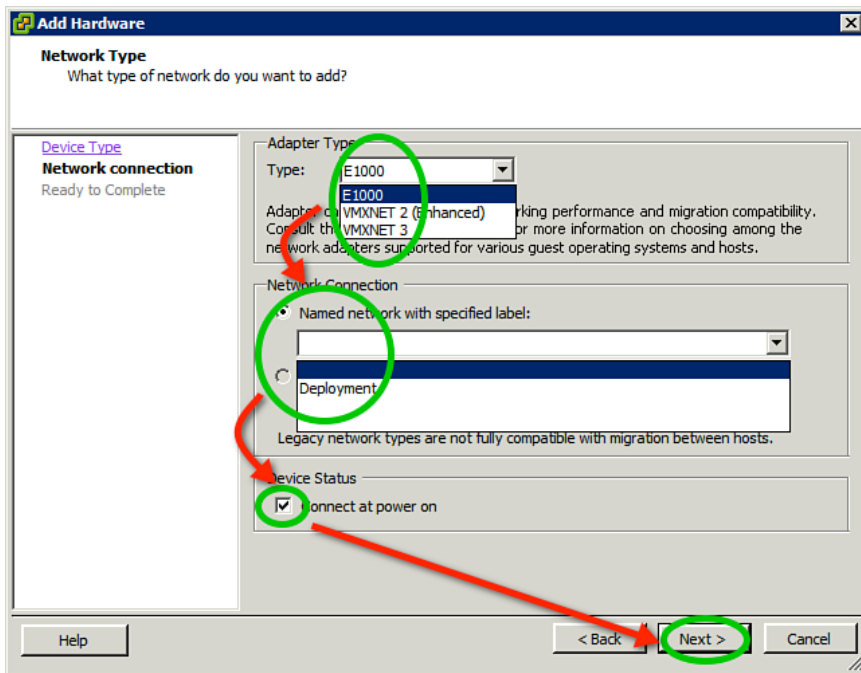 Add Hardware
Network Type
What type of network do you want to add?
Device Type
Network connection
Ready to Complete
Adapter Type
Type: E1000
E1000
VMXNET 2 (Enhanced)
VMXNET 3
Adapter rking performance and migration compatibility.
Consult th or more information on choosing among the
network adapters supported for various guest operating systems and hosts.
Network Connection
Named network with specified label:
Deployment
Legacy network types are not fully compatible with migration between hosts.
Device Status
Connect at power on
Help
< Back
Next >
Cancel